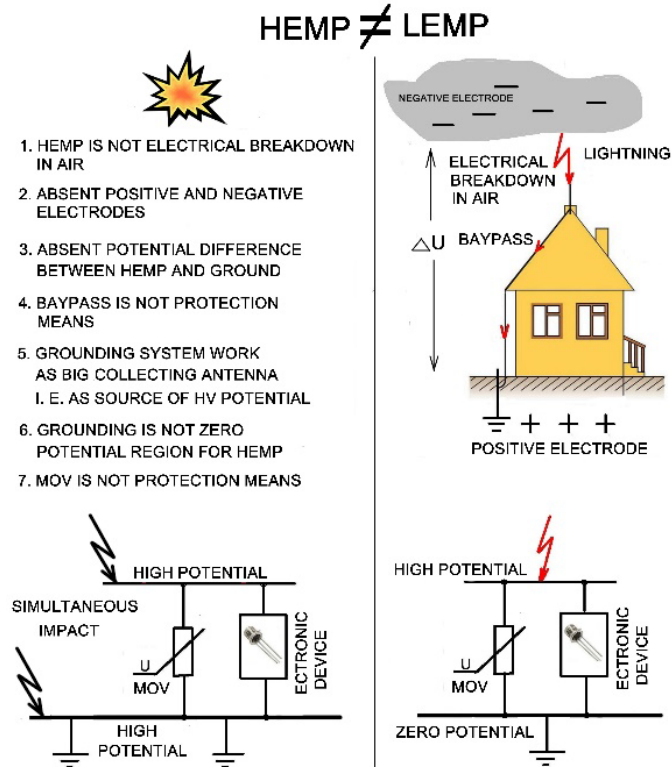 HEMP ≠ LEMP
1. HEMP IS NOT ELECTRICAL BREAKDOWN
IN AIR
2. ABSENT POSITIVE AND NEGATIVE
ELECTRODES
3. ABSENT POTENTIAL DIFFERENCE
BETWEEN HEMP AND GROUND
4. BAYPASS IS NOT PROTECTION
MEANS
5. GROUNDING SYSTEM WORK
AS BIG COLLECTING ANTENNA
I. E. AS SOURCE OF HV POTENTIAL
6. GROUNDING IS NOT ZERO
POTENTIAL REGION FOR HEMP
7. MOV IS NOT PROTECTION MEANS
HIGH POTENTIAL
SIMULTANEOUS
IMPACT
U
MOV
ECTRONIC
DEVICE
HIGH
POTENTIAL
NEGATIVE ELECTRODE
LIGHTNING
ELECTRICAL
BREAKDOWN
IN AIR
△U
BAYPASS
+ + +
POSITIVE ELECTRODE
HIGH POTENTIAL
U
MOV
ECTRONIC
DEVICE
ZERO POTENTIAL